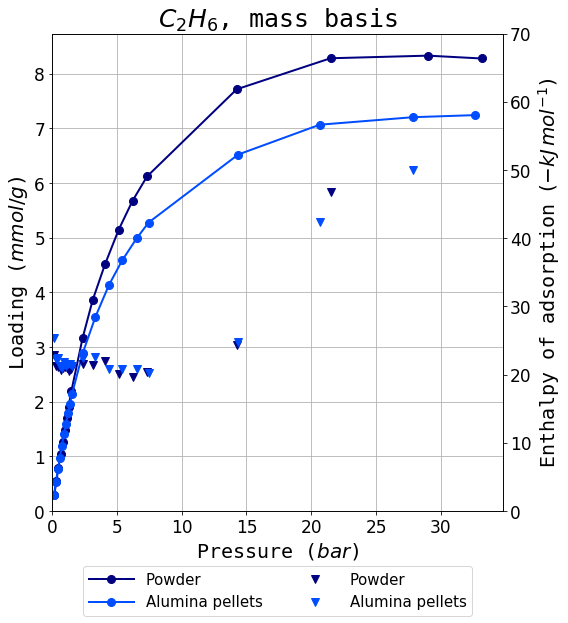 C₂H₆, mass basis
Loading (mmol/g)
8
7
6
5
4
3
2
1
0
70
60
50
40
30
20
10
0
Enthalpy of adsorption (−kJ mol⁻¹)
0 5 10 15 20 25 30
Pressure (bar)
Powder Powder
Alumina pellets Alumina pellets